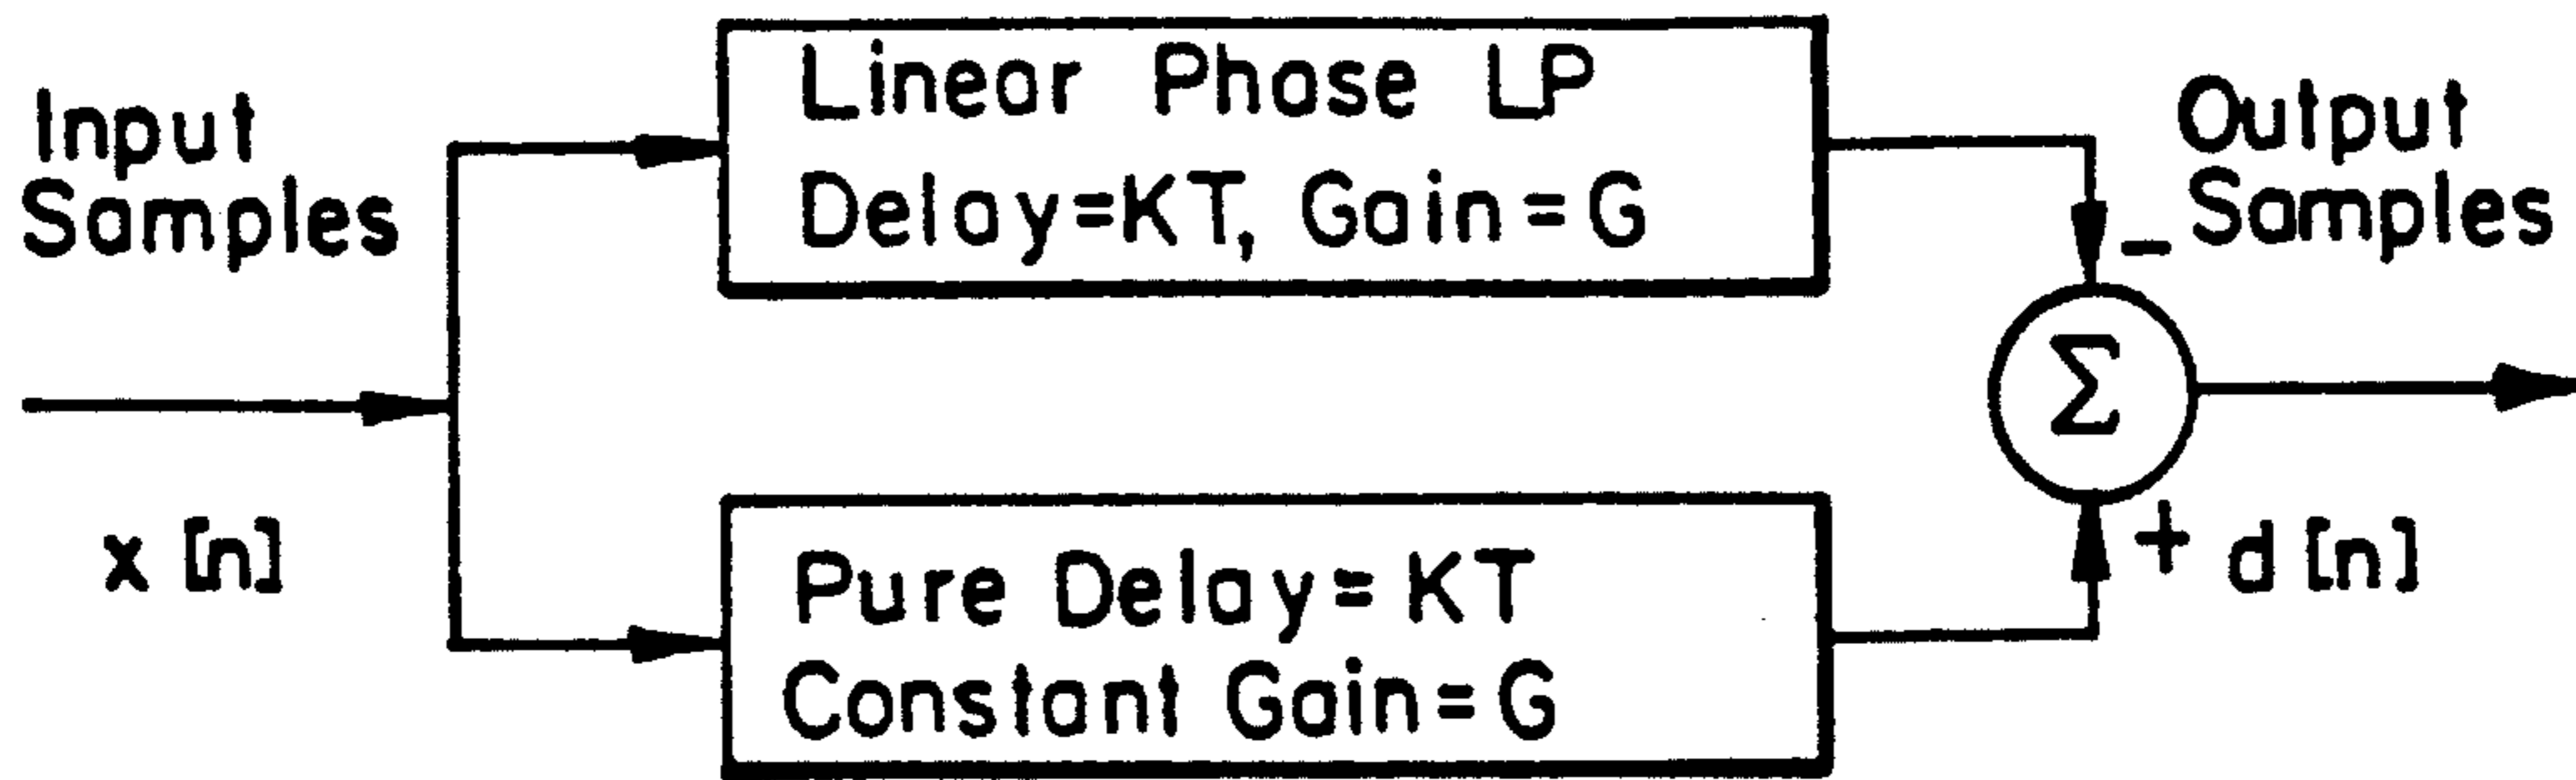 Input
Samples
x [n]
Linear Phase LP
Delay=KT, Gain=G
Pure Delay=KT
Constant Gain=G
Output
Samples
-
Σ
+ d [n]